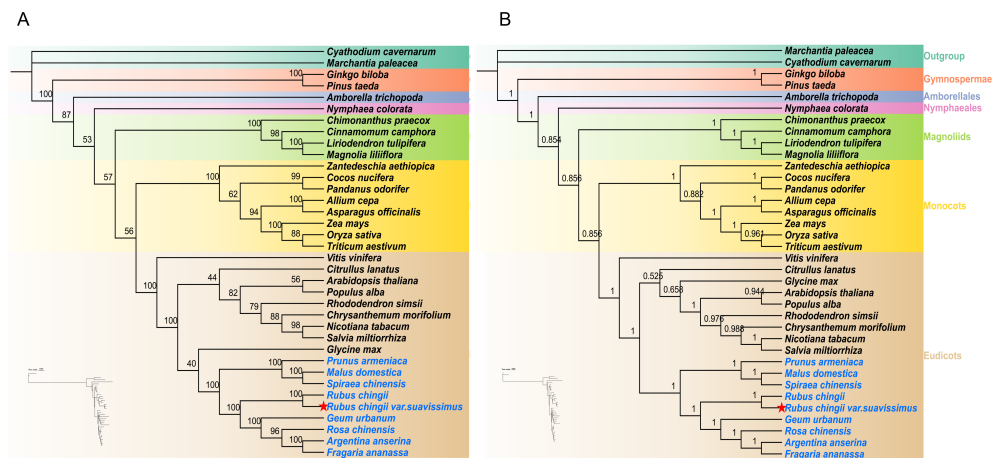 A
Cyathodium cavernarum
Marchantia paleacea
Ginkgo biloba
Pinus taeda
Amborella trichopoda
Nymphaea colorata
Chimonanthus praecox
Cinnamomum camphora
Liriodendron tulipifera
Magnolia liliiflora
Zantedeschia aethiopica
Cocos nucifera
Pandanus odorifer
Allium cepa
Asparagus officinalis
Zea mays
Oryza sativa
Triticum aestivum
Vitis vinifera
Citrullus lanatus
Arabidopsis thaliana
Populus alba
Rhododendron simsii
Chrysanthemum morifolium
Nicotiana tabacum
Salvia miltiorrhiza
Glycine max
Prunus armeniaca
Malus domestica
Spiraea chinensis
Rubus chingii
Rubus chingii var.suavissimus
Geum urbanum
Rosa chinensis
Argentina anserina
Fragaria ananassa
100
100
87
53
100
98
100
57
100
99
62
100
94
100
88
56
100
44
56
82
79
88
98
100
40
100
100
100
100
100
100
96
100
B
Marchantia paleacea
Cyathodium cavernarum
Ginkgo biloba
Pinus taeda
Amborella trichopoda
Nymphaea colorata
Chimonanthus praecox
Cinnamomum camphora
Liriodendron tulipifera
Magnolia liliiflora
Zantedeschia aethiopica
Cocos nucifera
Pandanus odorifer
Allium cepa
Asparagus officinalis
Zea mays
Oryza sativa
Triticum aestivum
Vitis vinifera
Citrullus lanatus
Glycine max
Arabidopsis thaliana
Populus alba
Rhododendron simsii
Chrysanthemum morifolium
Nicotiana tabacum
Salvia miltiorrhiza
Prunus armeniaca
Malus domestica
Spiraea chinensis
Rubus chingii
Rubus chingii var.suavissimus
Geum urbanum
Rosa chinensis
Argentina anserina
Fragaria ananassa
1
1
1
0.854
1
1
1
0.856
1
1
0.882
1
1
1
0.961
0.856
1
0.525
0.658
0.944
1
0.976
0.988
1
1
1
1
1
1
1
1
1
1
Outgroup
Gymnospermae
Amborellales
Nymphaeales
Magnoliids
Monocots
Eudicots